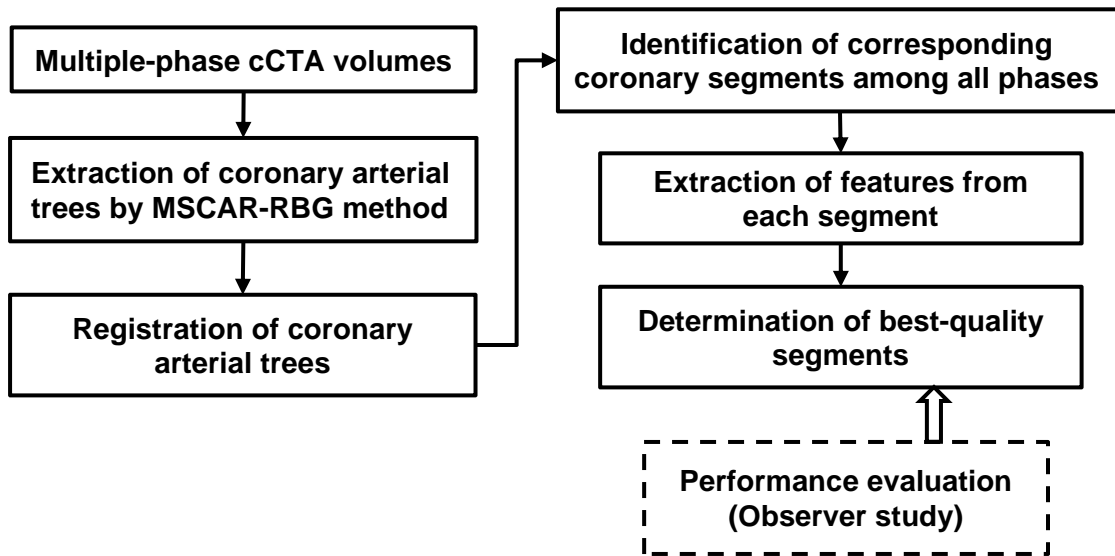 Multiple-phase cCTA volumes
Extraction of coronary arterial
trees by MSCAR-RBG method
Registration of coronary
arterial trees
Identification of corresponding
coronary segments among all phases
Extraction of features from
each segment
Determination of best-quality
segments
Performance evaluation
(Observer study)